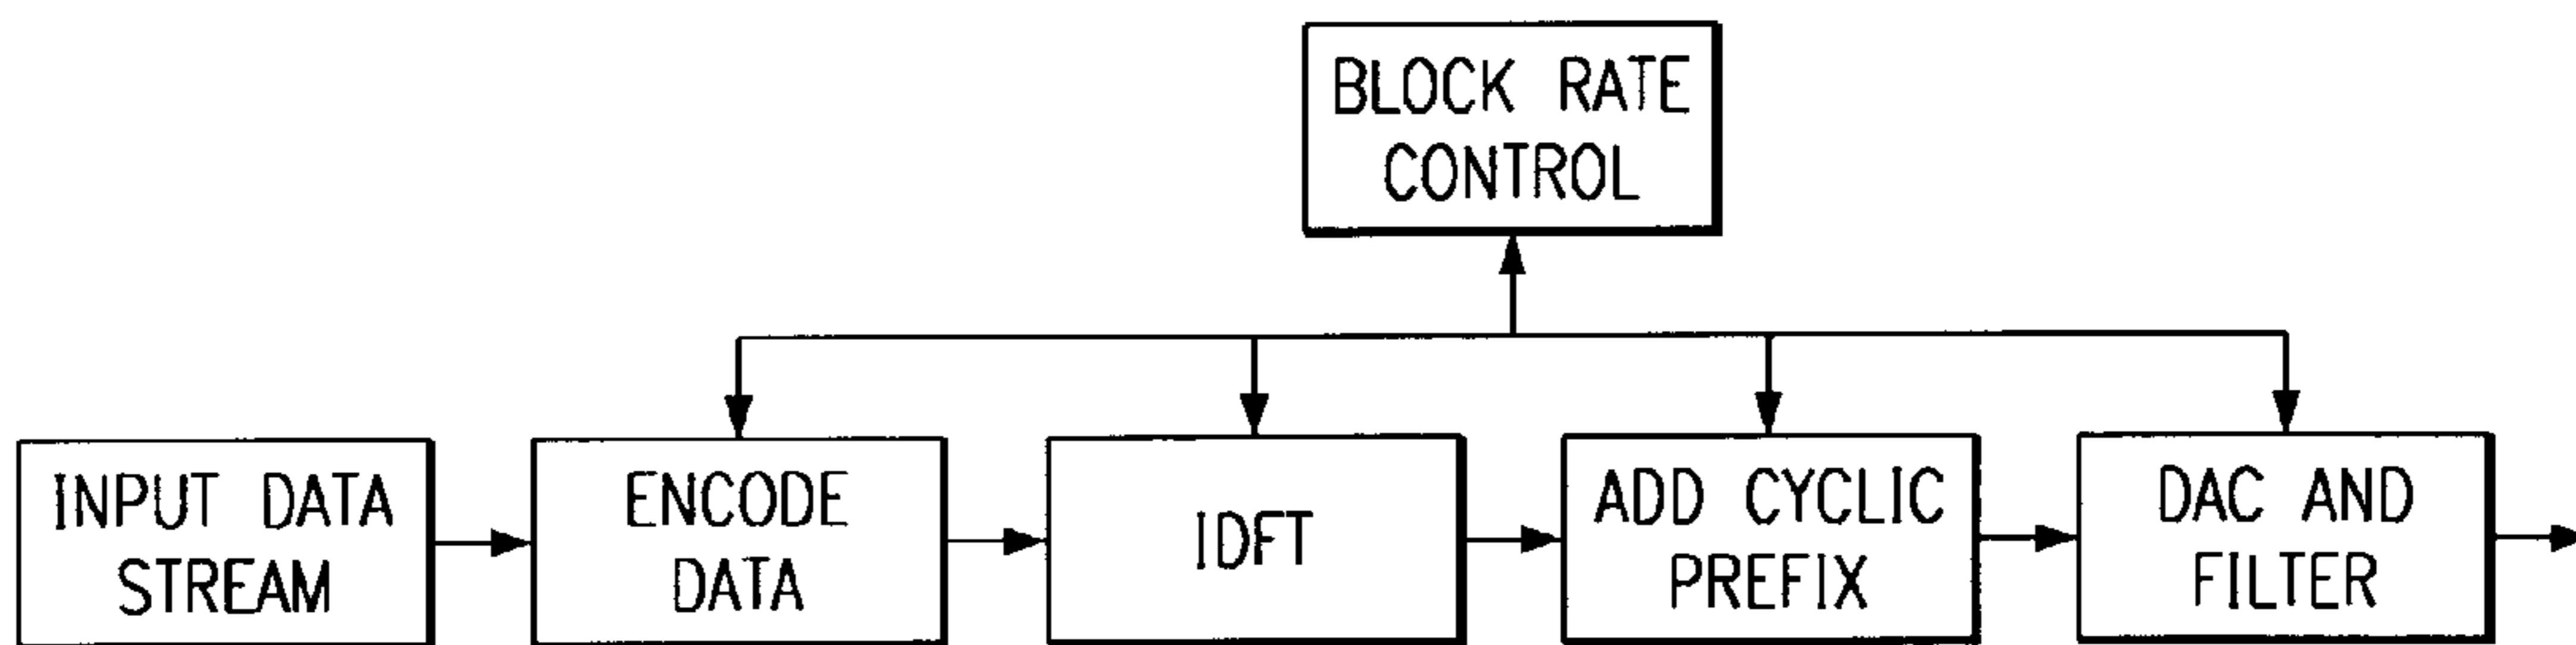 BLOCK RATE
CONTROL
INPUT DATA
STREAM
ENCODE
DATA
IDFT
ADD CYCLIC
PREFIX
DAC AND
FILTER